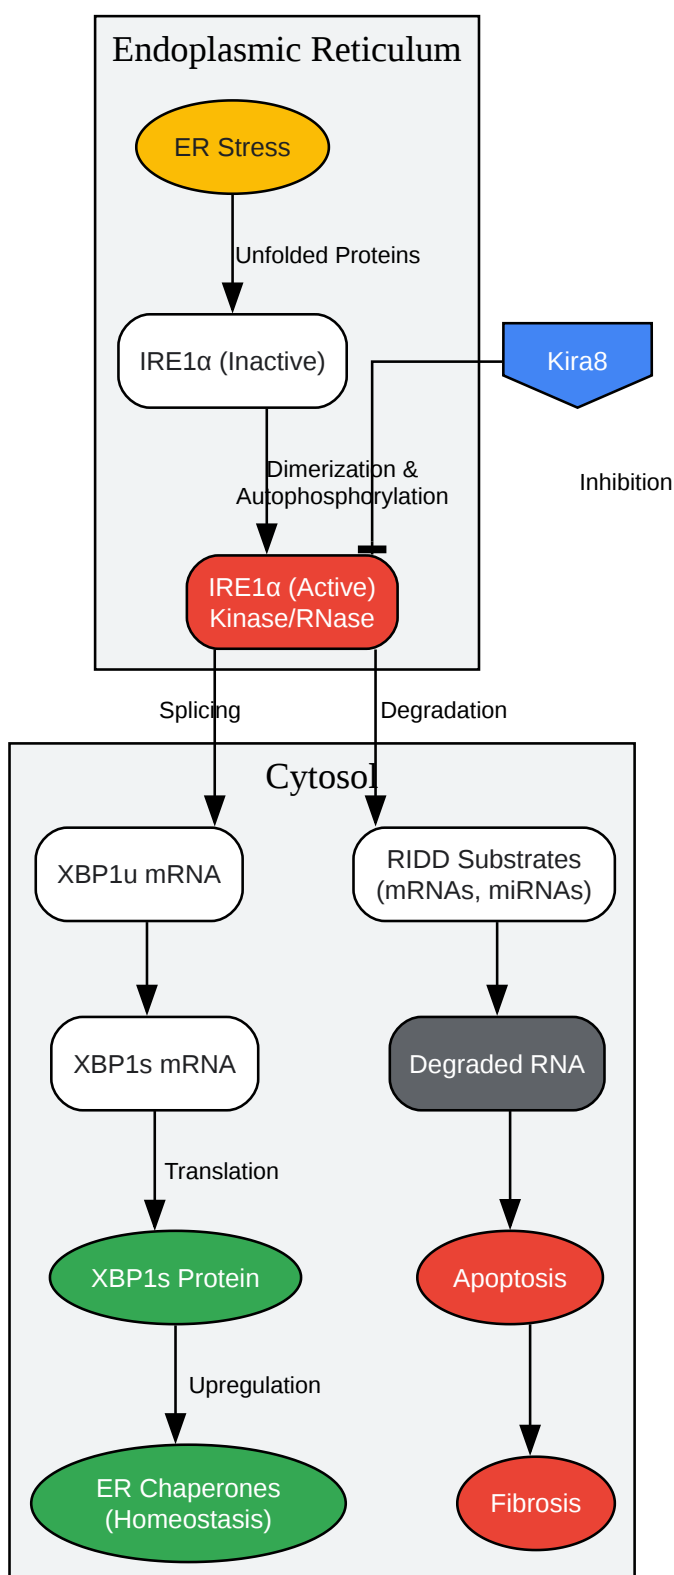 Endoplasmic Reticulum
ER Stress
Unfolded Proteins
IRE1α (Inactive)
Kira8
Dimerization &
Autophosphorylation
Inhibition
IRE1α (Active)
Kinase/RNase
Splicing
Degradation
Cytosol
XBP1u mRNA
RIDD Substrates
(mRNAs, miRNAs)
XBP1s mRNA
Degraded RNA
Translation
XBP1s Protein
Apoptosis
Upregulation
ER Chaperones
(Homeostasis)
Fibrosis